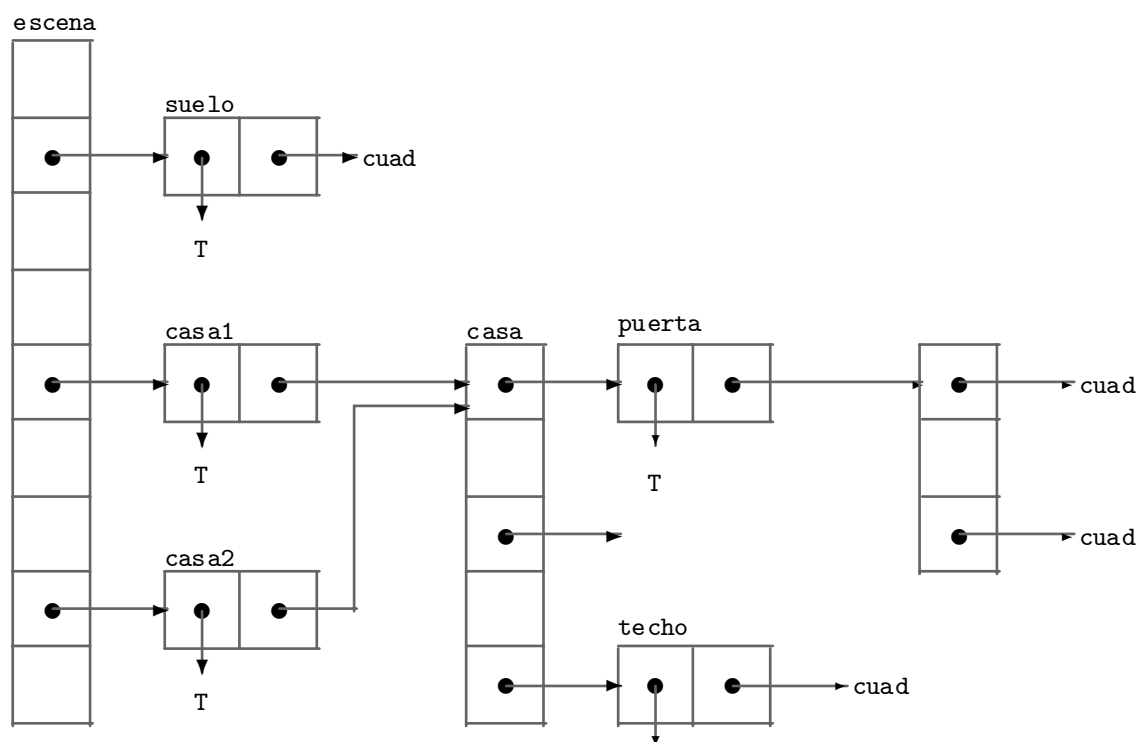 escena
suelo
cuad
T
casa1
casa
puerta
cuad
T
T
cuad
casa2
techo
cuad
T